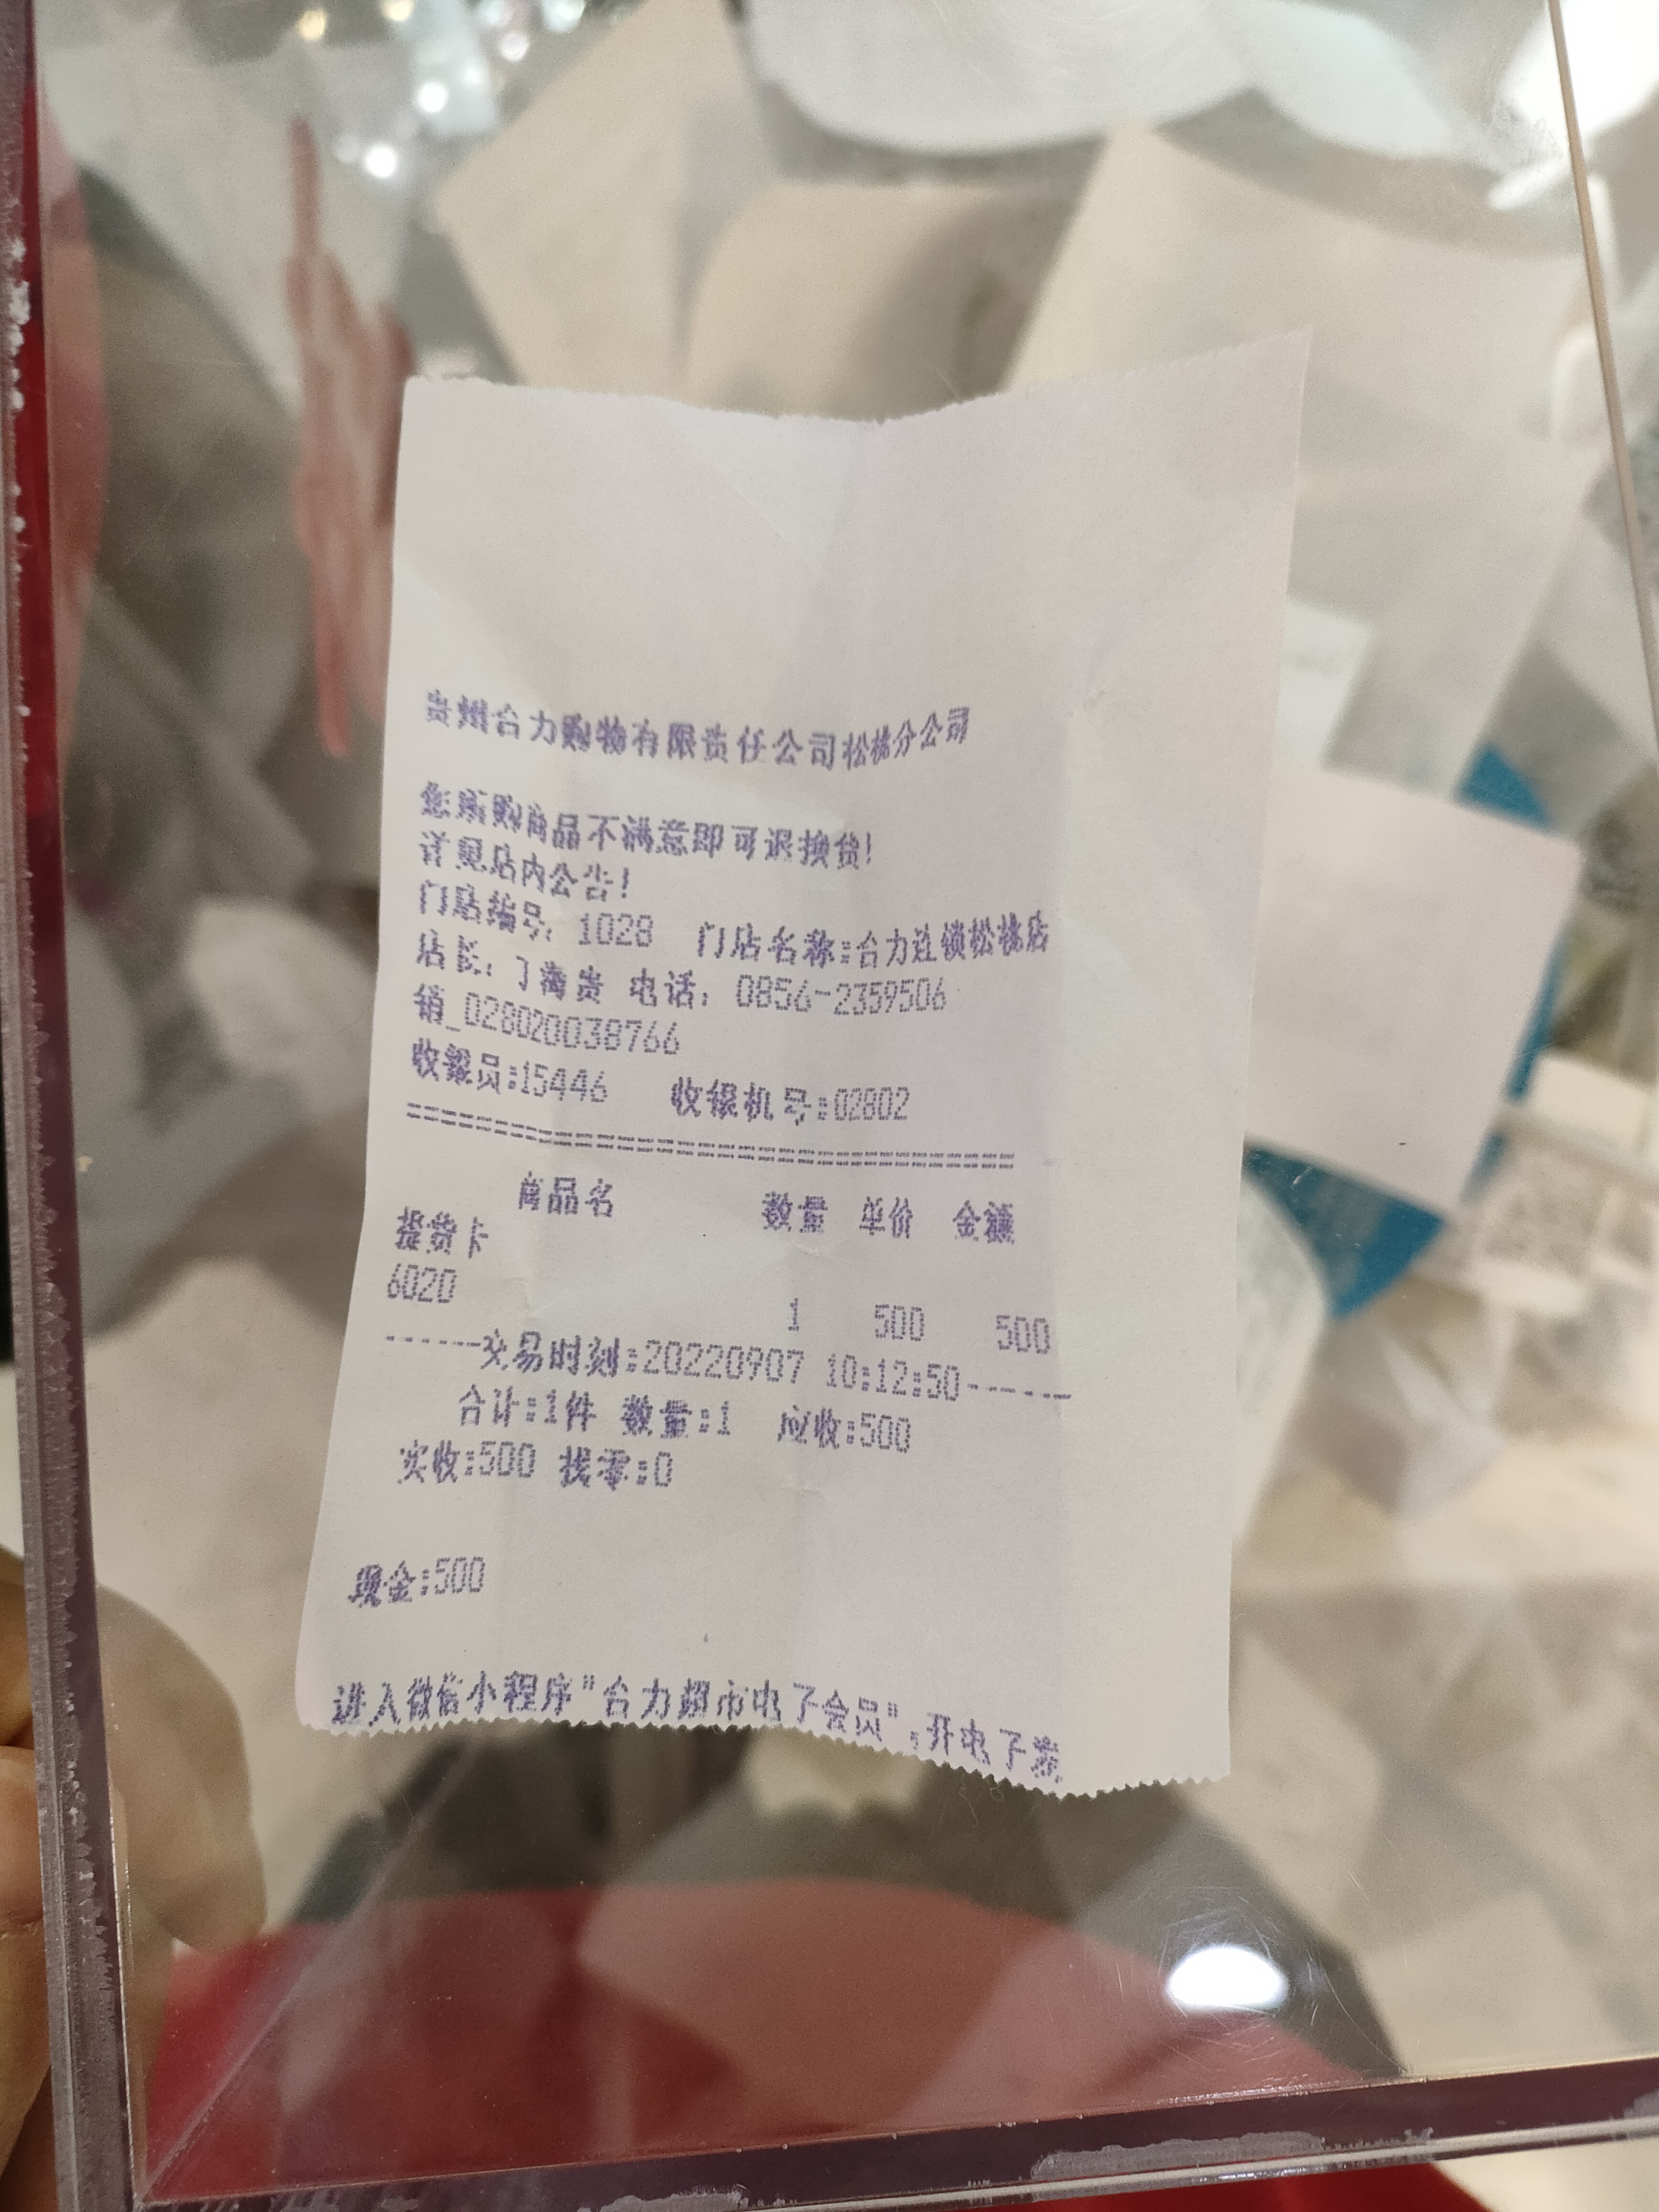 贵州合力购物有限责任公司松桃分公司
您所购商品不满意即可退换货!
详见店内公告!
门店编号: 1028 门店名称:合力连锁松桃店
店长: 海贵 电话: 0856-2359506
销_028020038766
收银员:15446 收银机号:02802
商品名 数量 单价 金额
提货卡
6020
1 500 500
------交易时刻:20220907 10:12:50------
合计:1件 数量:1 应收:500
实收:500 找零:0
现金:500
进入微信小程序"合力超市电子会员",开电子发